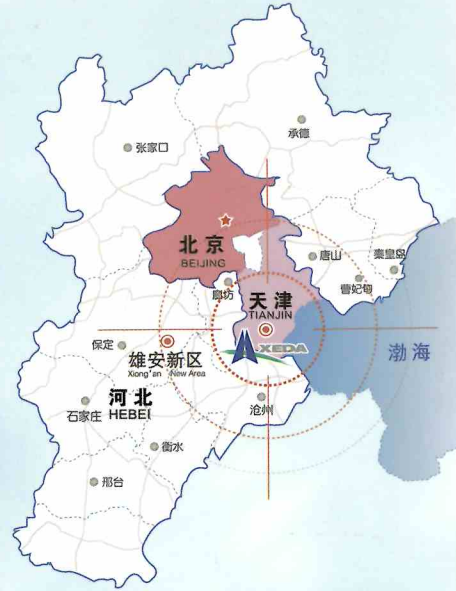 承德
张家口
北京
BEIJING
唐山
秦皇岛
曹妃甸
廊坊
天津
TIANJIN
XEDA
渤海
保定
雄安新区
Xiong'an New Area
河北
HEBEI
石家庄
沧州
衡水
邢台